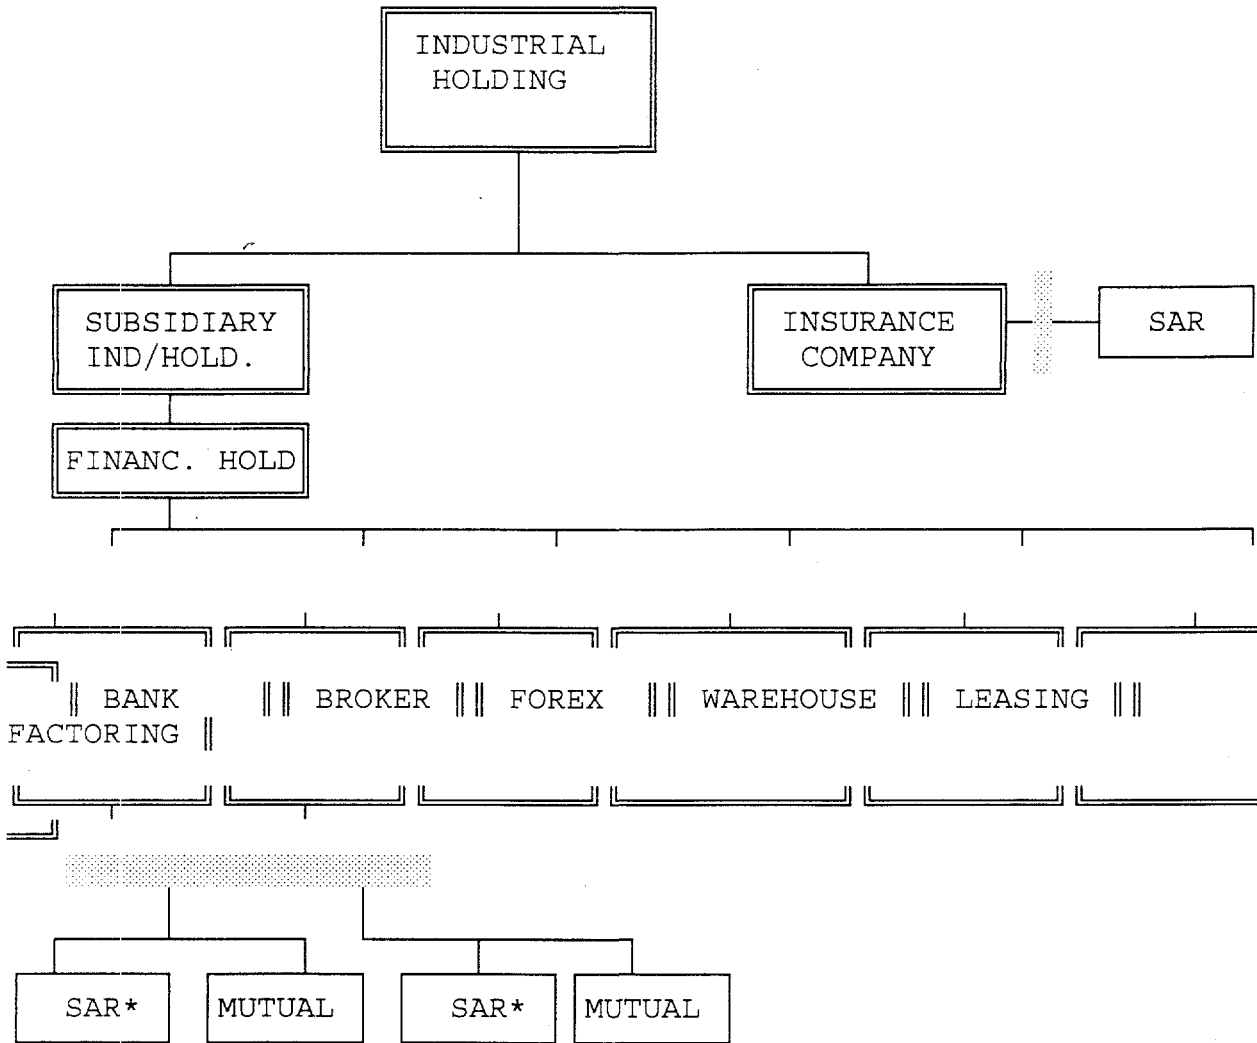 INDUSTRIAL
HOLDING
SUBSIDIARY
IND/HOLD.
INSURANCE
COMPANY
SAR
FINANC. HOLD
BANK BROKER FOREX WAREHOUSE LEASING
FACTORING
SAR* MUTUAL SAR* MUTUAL